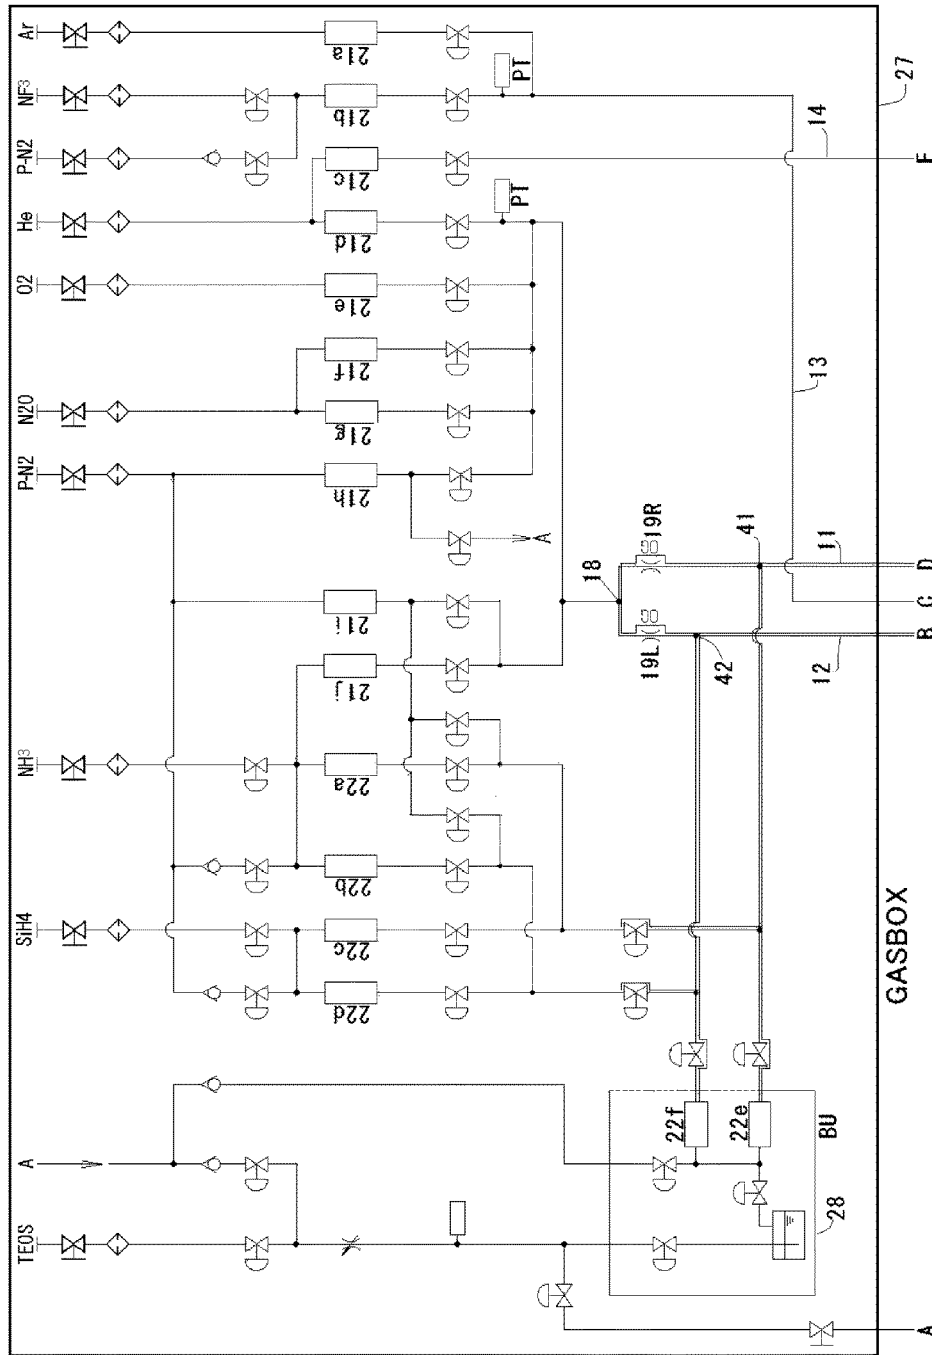 Ar
NF3
P-N2
He
O2
N2O
P-N2
NH3
SiH4
A
TEOS
21a
21b
21c
21d
21e
21f
21g
21h
21i
21j
22a
22b
22c
22d
PT
PT
A
18
19R
19L
41
42
11
12
13
14
27
22f
22e
BU
28
GASBOX
E
D
C
B
A